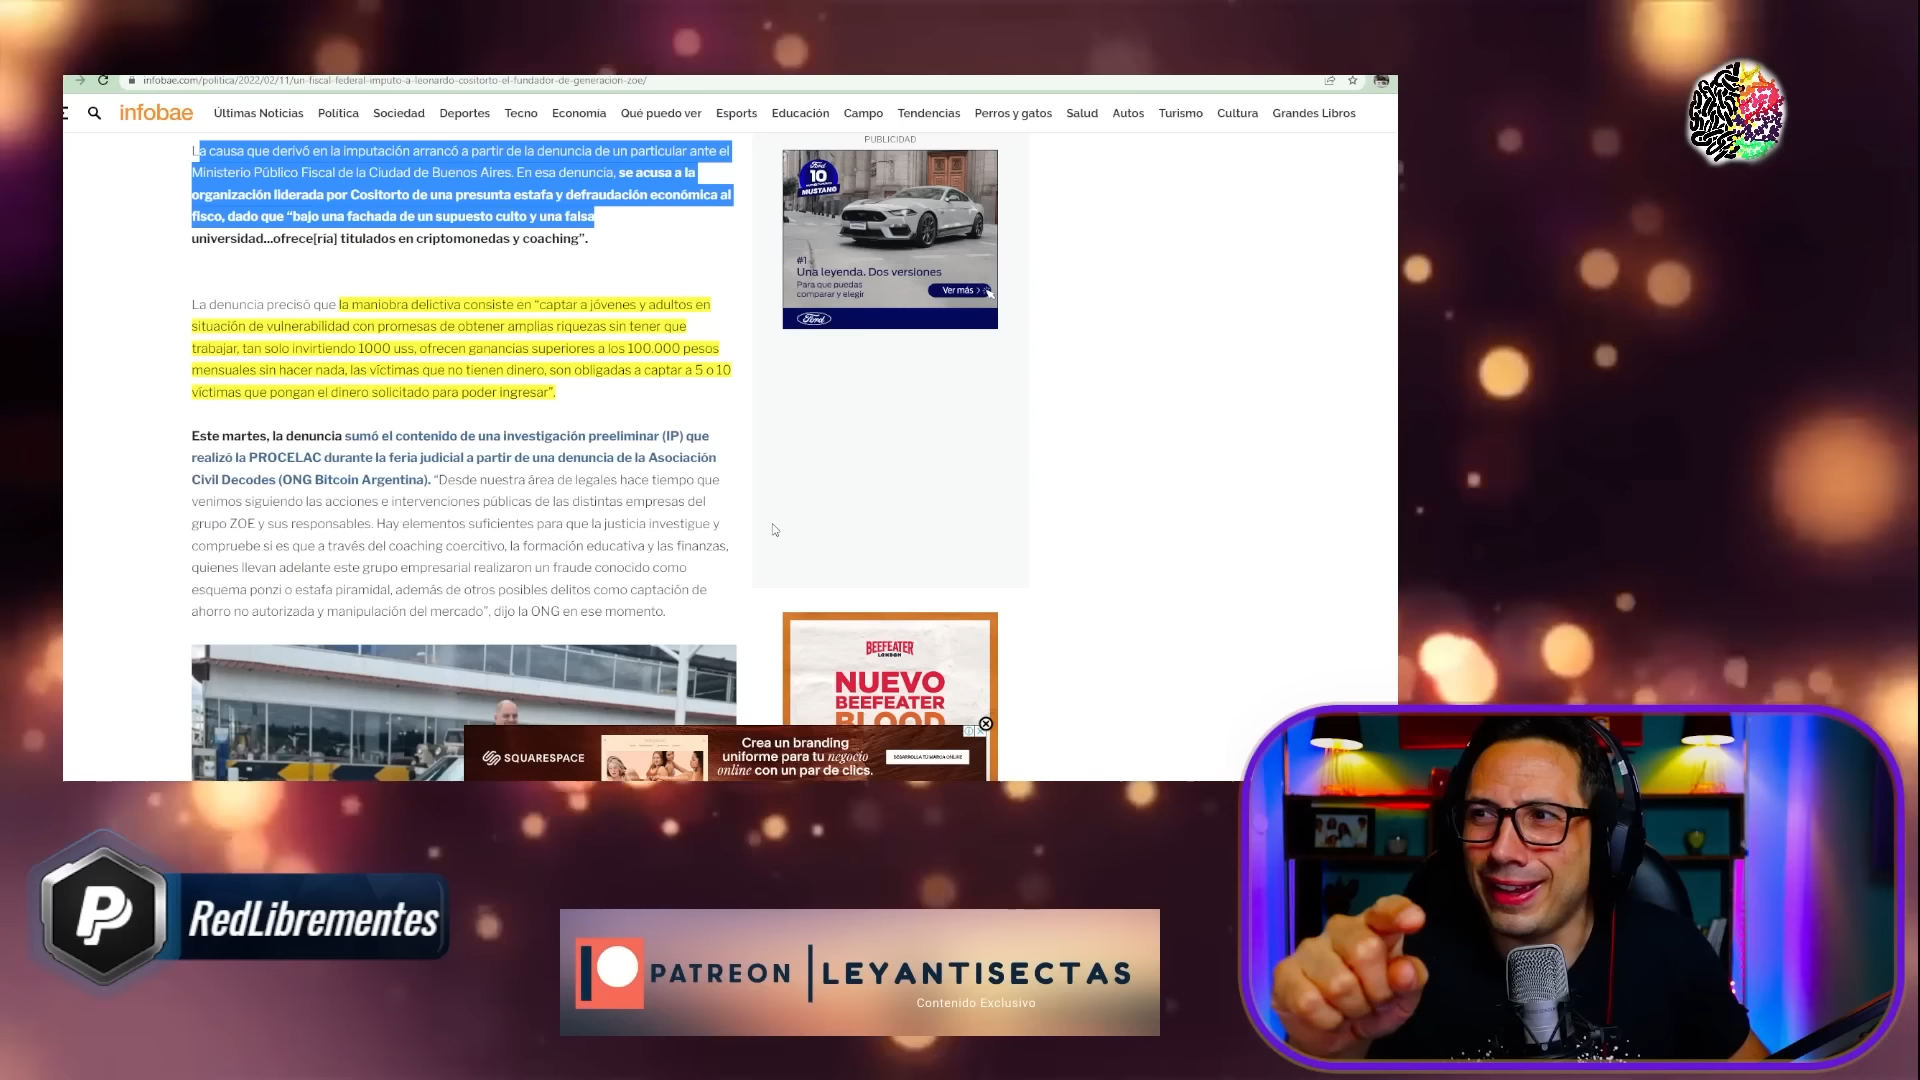 infobae.com/politica/2022/02/11/un-fiscal-federal-imputo-a-leonardo-cositorto-el-fundador-de-generacion-zoe/
infobae Últimas Noticias Política Sociedad Deportes Tecno Economía Qué puedo ver Esports Educación Campo Tendencias Perros y gatos Salud Autos Turismo Cultura Grandes Libros
La causa que derivó en la imputación arrancó a partir de la denuncia de un particular ante el
Ministerio Público Fiscal de la Ciudad de Buenos Aires. En esa denuncia, se acusa a la
organización liderada por Cositorto de una presunta estafa y defraudación económica al
fisco, dado que “bajo una fachada de un supuesto culto y una falsa
universidad...ofrece[ría] titulados en criptomonedas y coaching”.
La denuncia precisó que la maniobra delictiva consiste en “captar a jóvenes y adultos en
situación de vulnerabilidad con promesas de obtener amplias riquezas sin tener que
trabajar, tan solo invirtiendo 1000 uss, ofrecen ganancias superiores a los 100.000 pesos
mensuales sin hacer nada, las víctimas que no tienen dinero, son obligadas a captar a 5 o 10
víctimas que pongan el dinero solicitado para poder ingresar”.
Este martes, la denuncia sumó el contenido de una investigación preeliminar (IP) que
realizó la PROCELAC durante la feria judicial a partir de una denuncia de la Asociación
Civil Decodes (ONG Bitcoin Argentina). “Desde nuestra área de legales hace tiempo que
venimos siguiendo las acciones e intervenciones públicas de las distintas empresas del
grupo ZOE y sus responsables. Hay elementos suficientes para que la justicia investigue y
compruebe si es que a través del coaching coercitivo, la formación educativa y las finanzas,
quienes llevan adelante este grupo empresarial realizaron un fraude conocido como
esquema ponzi o estafa piramidal, además de otros posibles delitos como captación de
ahorro no autorizada y manipulación del mercado”, dijo la ONG en ese momento.
PUBLICIDAD
Ford
10
MUSTANG
#1
Una leyenda. Dos versiones
Para que puedas
comparar y elegir
Ver más
Ford
BEEFEATER
LONDON
NUEVO
BEEFEATER
BLOOD
SQUARESPACE
Crea un branding
uniforme para tu negocio
online con un par de clics.
DESARROLLA TU MARCA ONLINE
RedLibrementes
PATREON | LEYANTISECTAS
Contenido Exclusivo